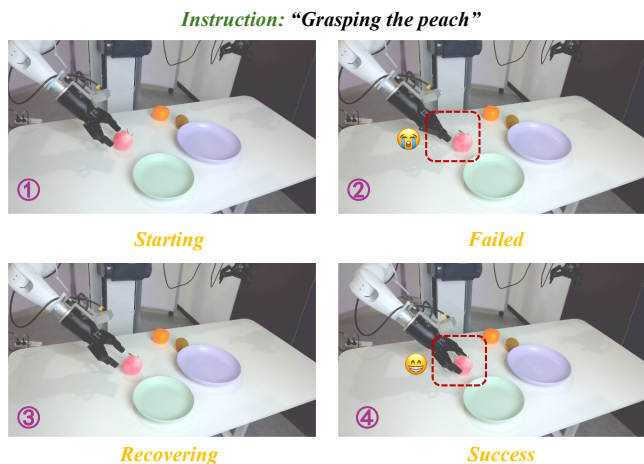 Instruction: “Grasping the peach”
①
②
Starting
Failed
③
④
Recovering
Success